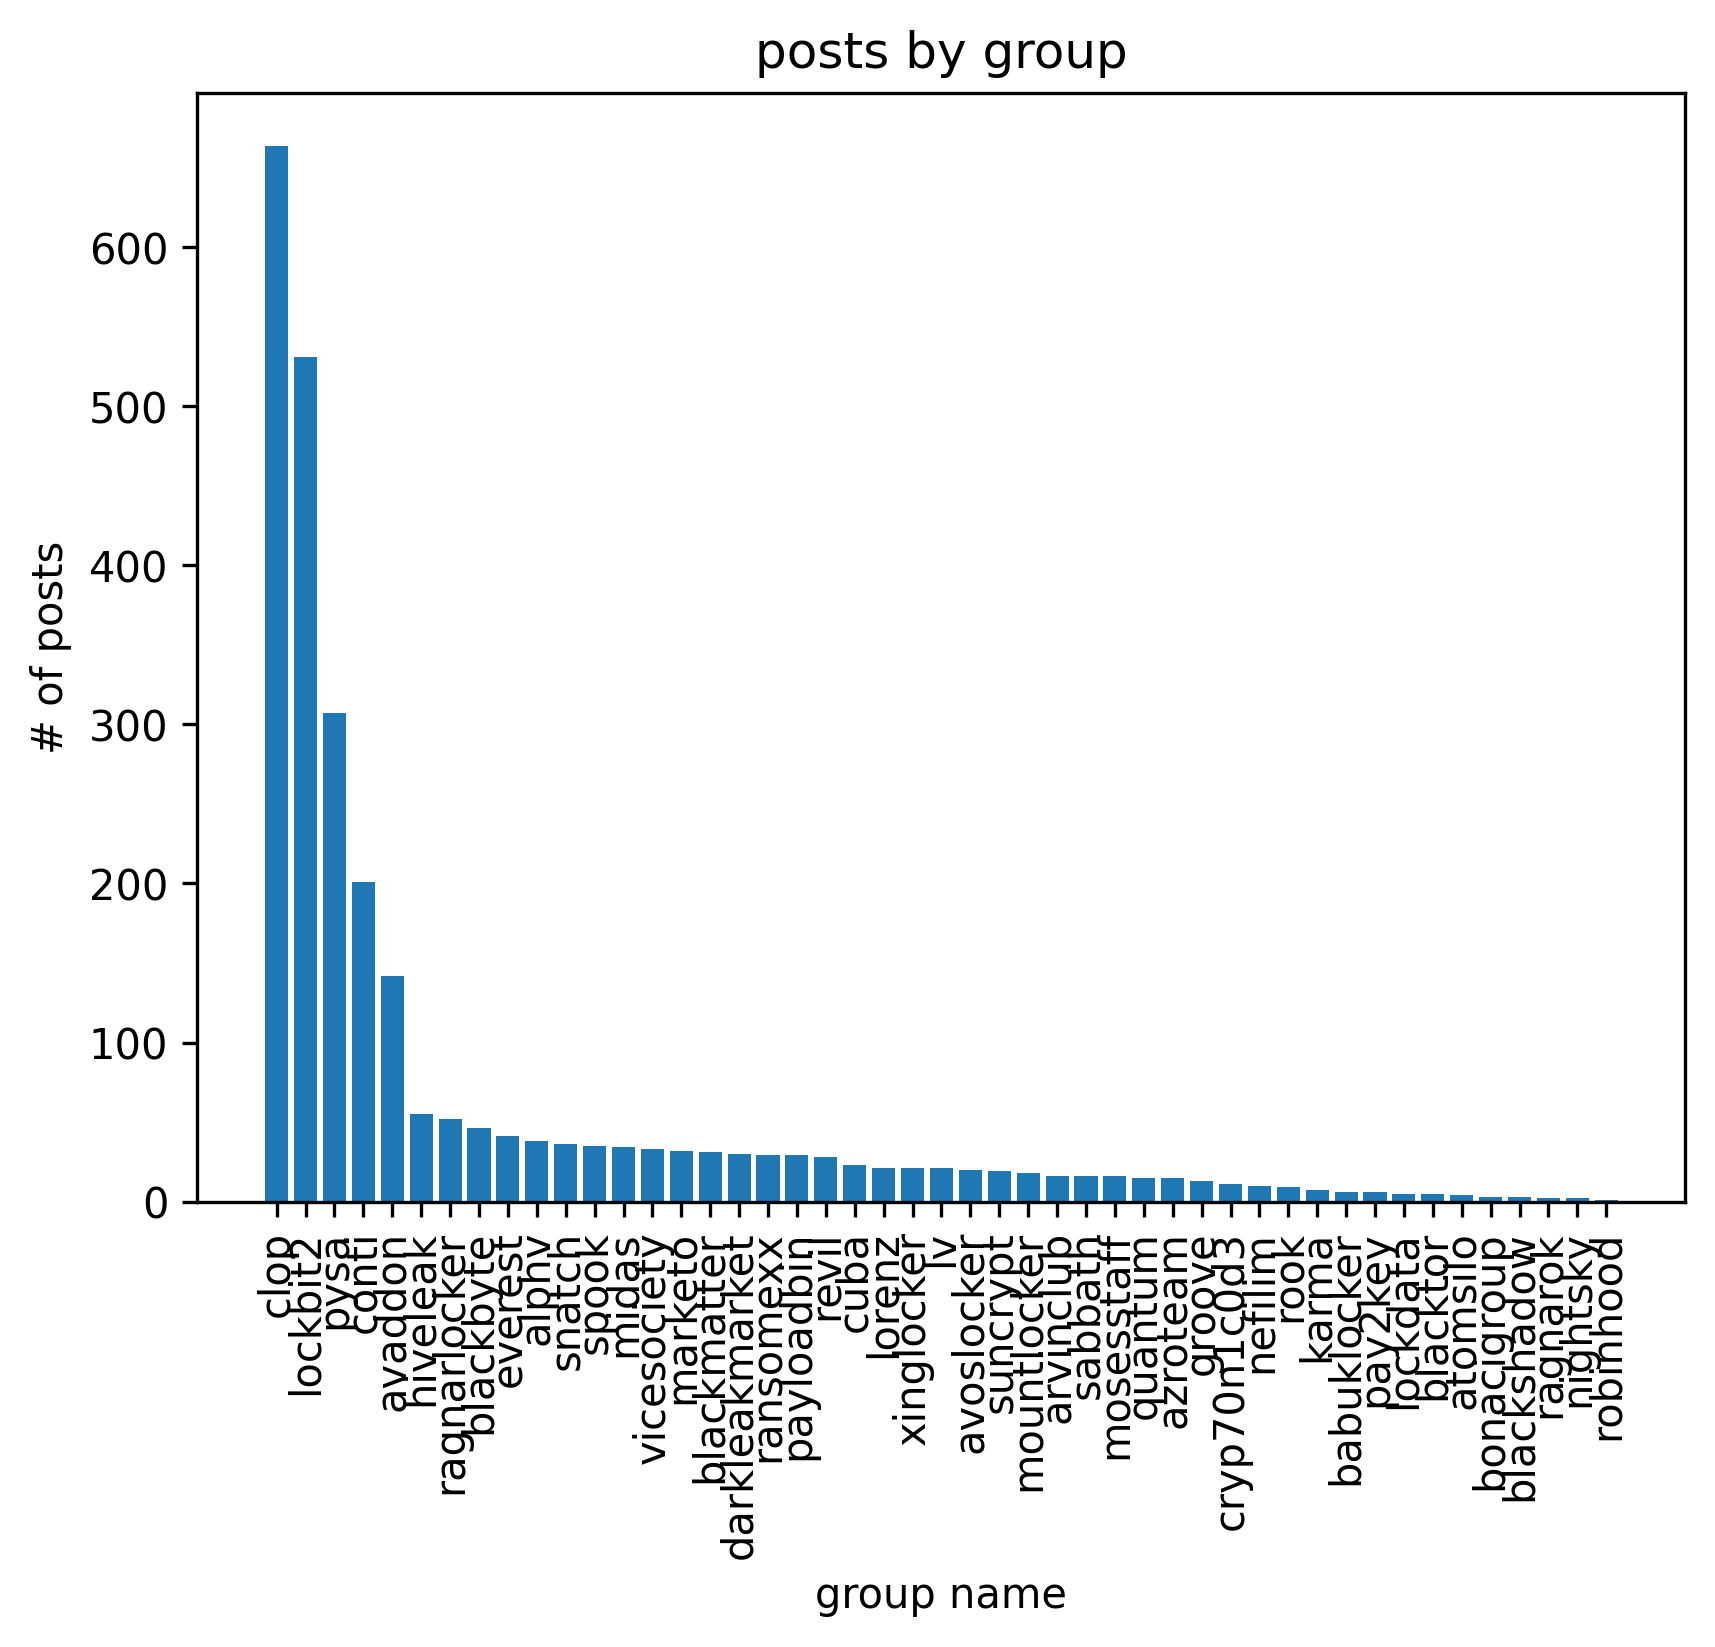 posts by group
# of posts
600
500
400
300
200
100
0
clop
lockbit2
pysa
conti
avaddon
hiveleak
ragnarlocker
blackbyte
everest
alphv
snatch
spook
midas
vicesociety
marketo
blackmatter
darkleakmarket
ransomexx
payloadbin
revil
cuba
lorenz
xinglocker
lv
avoslocker
suncrypt
mountlocker
arvinclub
sabbath
mosesstaff
quantum
azroteam
groove
cryp70n1c0d3
nefilim
rook
karma
babuklocker
pay2key
lockdata
blacktor
atomsilo
bonacigroup
blackshadow
ragnarok
nightsky
robinhood
group name